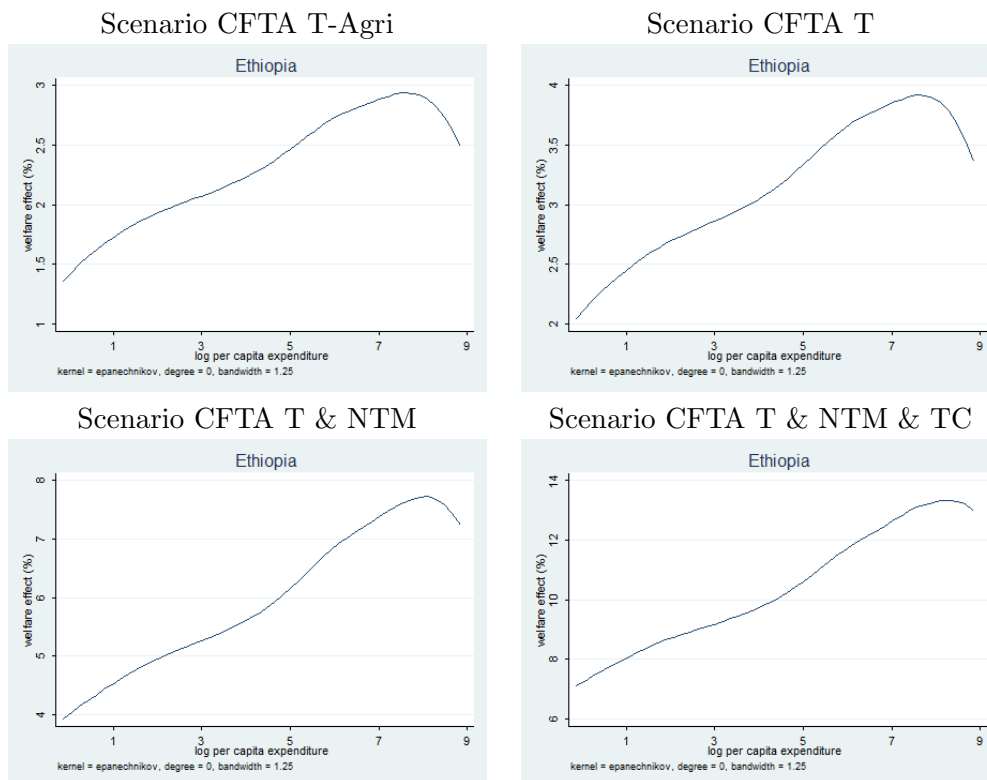 Scenario CFTA T-Agri
Ethiopia
welfare effect (%)
3
2.5
2
1.5
1
1 3 5 7 9
log per capita expenditure
kernel = epanechnikov, degree = 0, bandwidth = 1.25
Scenario CFTA T
Ethiopia
welfare effect (%)
4
3.5
3
2.5
2
1 3 5 7 9
log per capita expenditure
kernel = epanechnikov, degree = 0, bandwidth = 1.25
Scenario CFTA T & NTM
Ethiopia
welfare effect (%)
8
7
6
5
4
1 3 5 7 9
log per capita expenditure
kernel = epanechnikov, degree = 0, bandwidth = 1.25
Scenario CFTA T & NTM & TC
Ethiopia
welfare effect (%)
14
12
10
8
6
1 3 5 7 9
log per capita expenditure
kernel = epanechnikov, degree = 0, bandwidth = 1.25